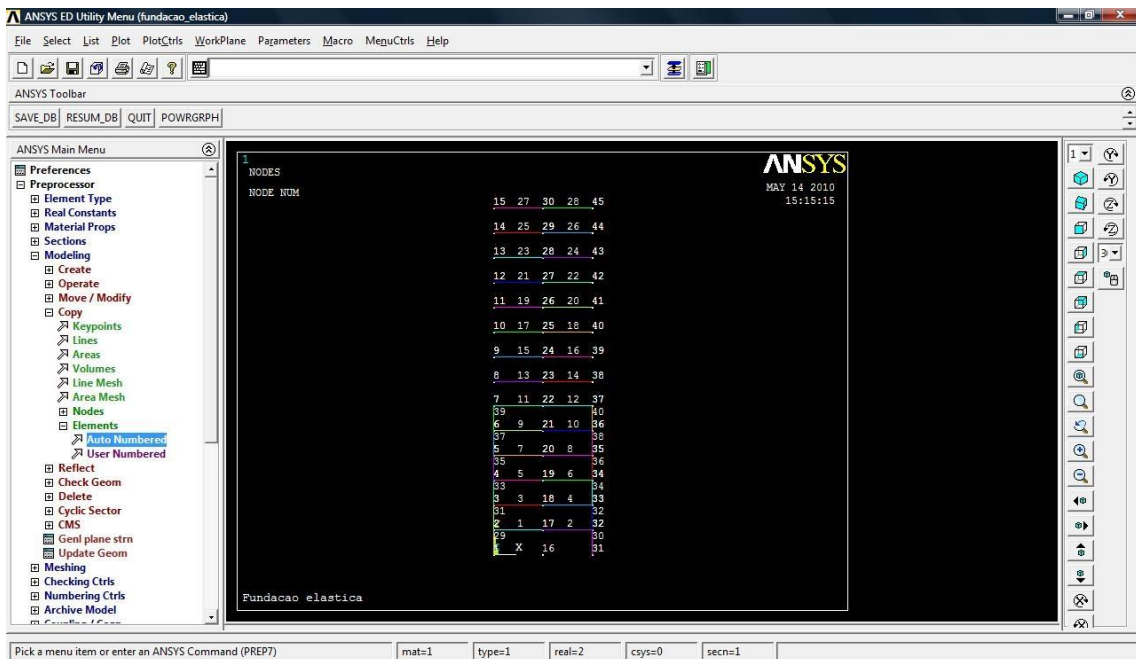 ANSYS ED Utility Menu (fundacao_elastica)
File Select List Plot PlotCtrls WorkPlane Parameters Macro MenuCtrls Help
ANSYS Toolbar
SAVE_DB RESUM_DB QUIT POWRGRPH
ANSYS Main Menu
Preferences
Preprocessor
Element Type
Real Constants
Material Props
Sections
Modeling
Create
Operate
Move / Modify
Copy
Keypoints
Lines
Areas
Volumes
Line Mesh
Area Mesh
Nodes
Elements
Auto Numbered
User Numbered
Reflect
Check Geom
Delete
Cyclic Sector
CMS
Genl plane strn
Update Geom
Meshing
Checking Ctrls
Numbering Ctrls
Archive Model
1
NODES
NODE NUM
ANSYS
MAY 14 2010
15:15:15
15 27 30 28 45
14 25 29 26 44
13 23 28 24 43
12 21 27 22 42
11 19 26 20 41
10 17 25 18 40
9 15 24 16 39
8 13 23 14 38
7 11 22 12 37
39 40
6 9 21 10 36
37 38
5 7 20 8 35
35 36
4 5 19 6 34
33 34
3 3 18 4 33
31 32
2 1 17 2 32
29 30
X 16 31
Fundacao elastica
1
Pick a menu item or enter an ANSYS Command (PREP7)
mat=1
type=1
real=2
csys=0
secn=1